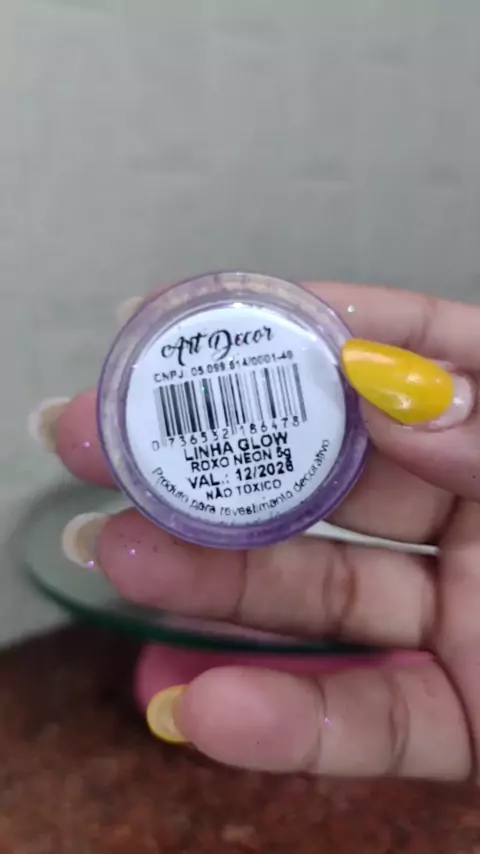 Art Decor
CNPJ: 05.099.514/0001-49
0 736532 186478
LINHA GLOW
ROXO NEON 5g
VAL.: 12/2026
NÃO TÓXICO
Produto para revestimento decorativo